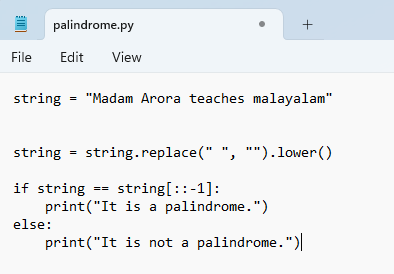 palindrome.py
File Edit View
string = "Madam Arora teaches malayalam"
string = string.replace(" ", "").lower()
if string == string[::-1]:
    print("It is a palindrome.")
else:
    print("It is not a palindrome.")